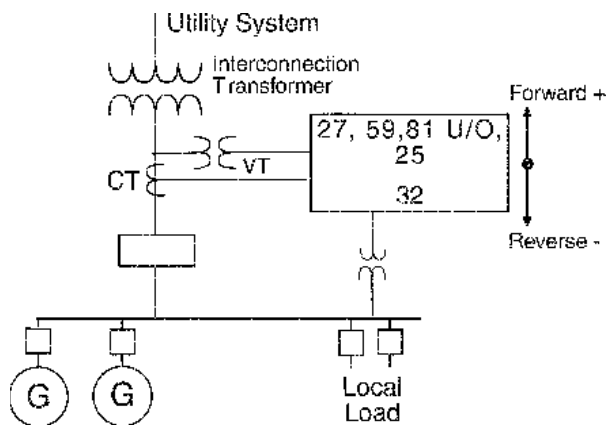 Utility System
Interconnection
Transformer
Forward +
27, 59,81 U/O,
25
32
VT
CT
Reverse -
G
G
Local
Load